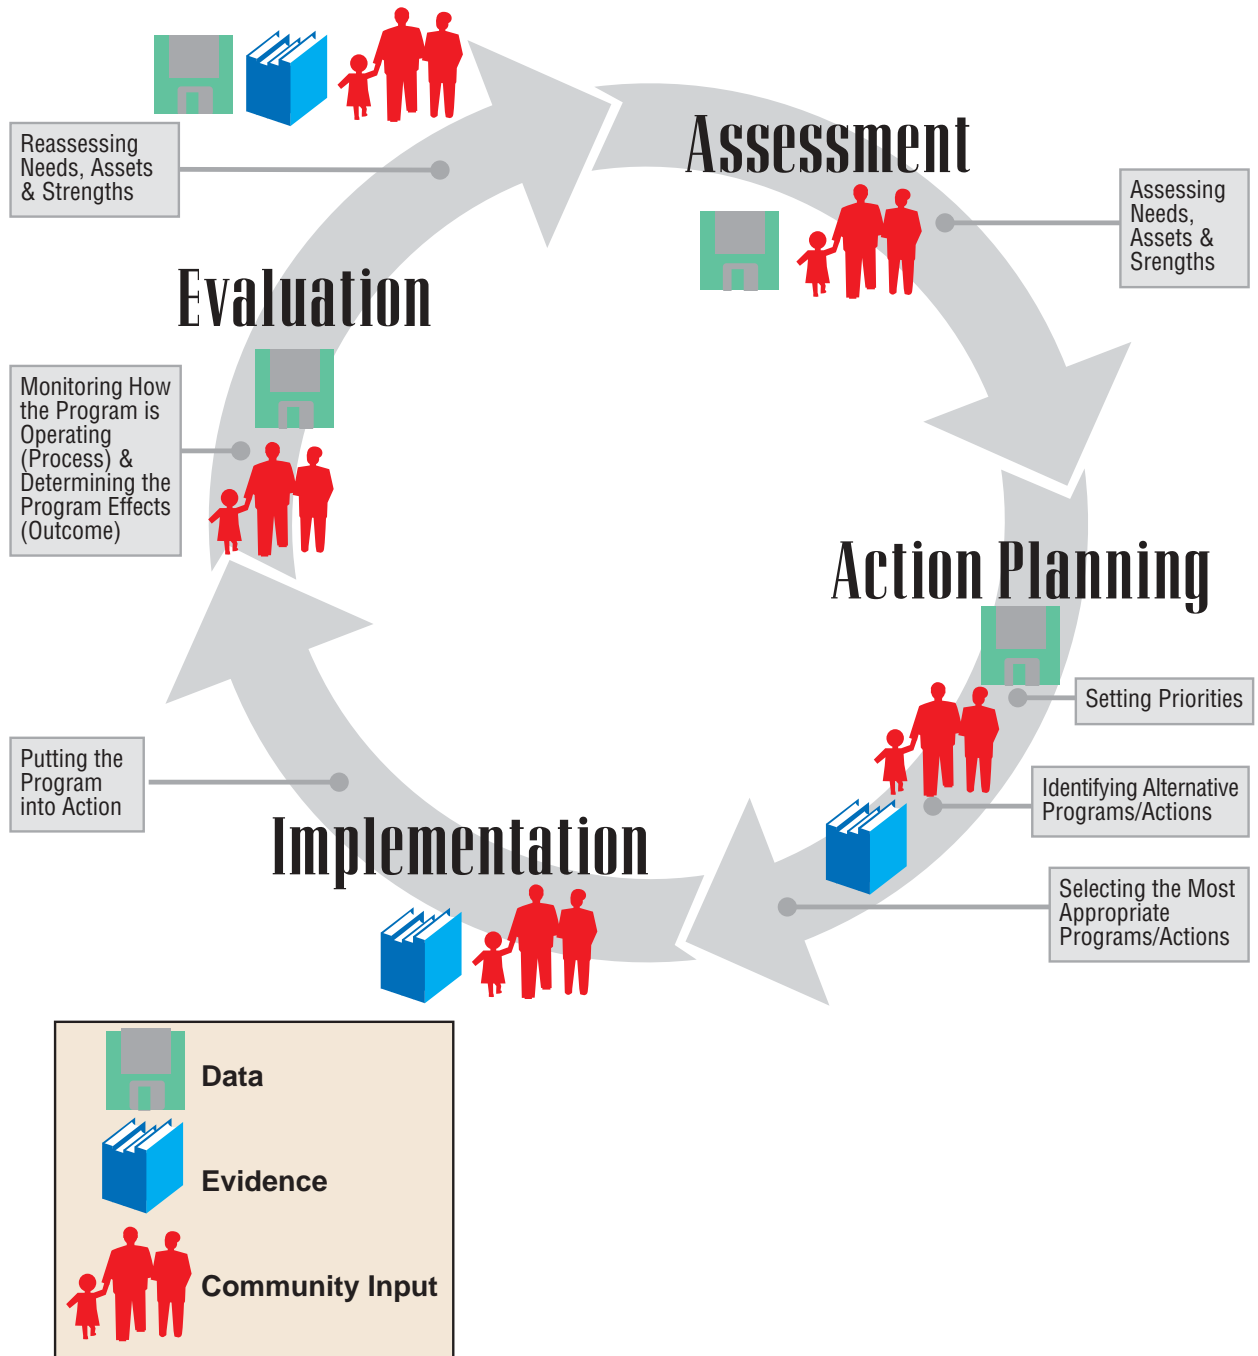 Assessment
Assessing
Needs,
Assets &
Srengths
Action Planning
Setting Priorities
Identifying Alternative
Programs/Actions
Selecting the Most
Appropriate
Programs/Actions
Implementation
Putting the
Program
into Action
Evaluation
Monitoring How
the Program is
Operating
(Process) &
Determining the
Program Effects
(Outcome)
Reassessing
Needs, Assets
& Strengths
Data
Evidence
Community Input